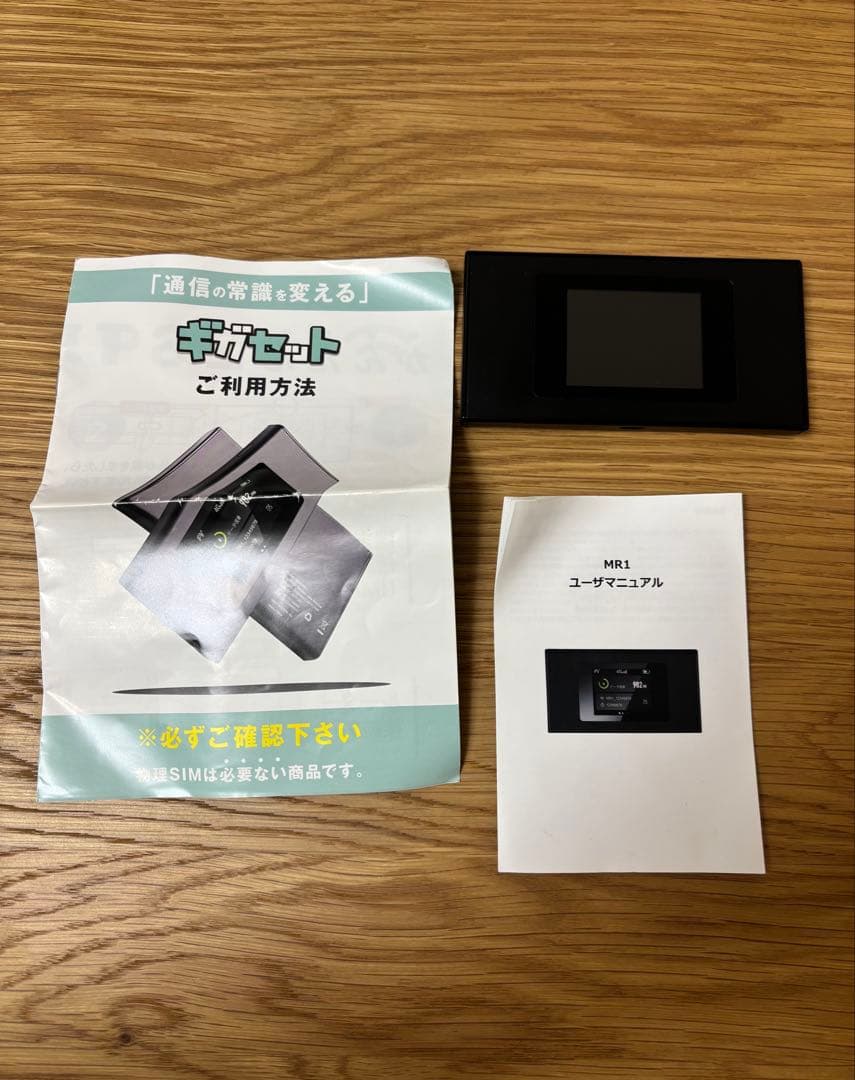 「通信の常識を変える」
ギガセット
ご利用方法
※必ずご確認下さい
物理SIMは必要ない商品です。
MR1
ユーザマニュアル